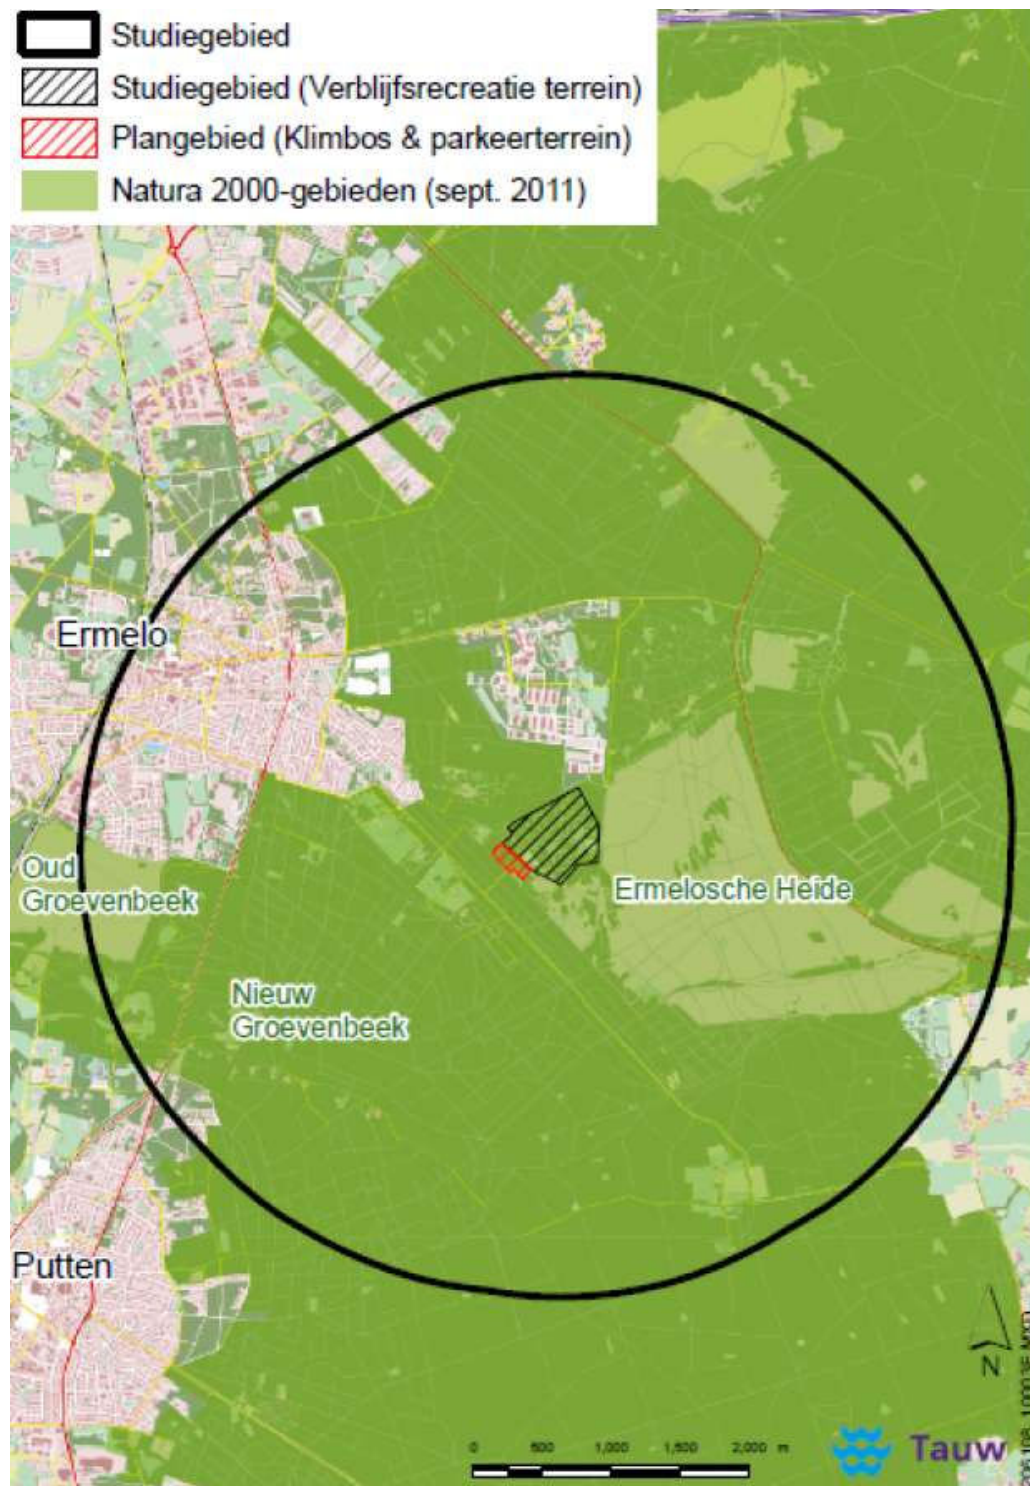 Studiegebied
Studiegebied (Verblijfsrecreatie terrein)
Plangebied (Klimbos & parkeerterrein)
Natura 2000-gebieden (sept. 2011)
Ermelo
Oud
Groevenbeek
Ermelosche Heide
Nieuw
Groevenbeek
Putten
N
0 500 1,000 1,500 2,000 m
Tauw